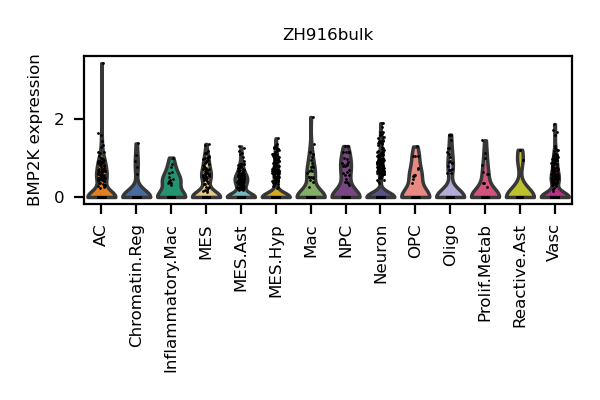 ZH916bulk
BMP2K expression
2
0
AC
Chromatin.Reg
Inflammatory.Mac
MES
MES.Ast
MES.Hyp
Mac
NPC
Neuron
OPC
Oligo
Prolif.Metab
Reactive.Ast
Vasc